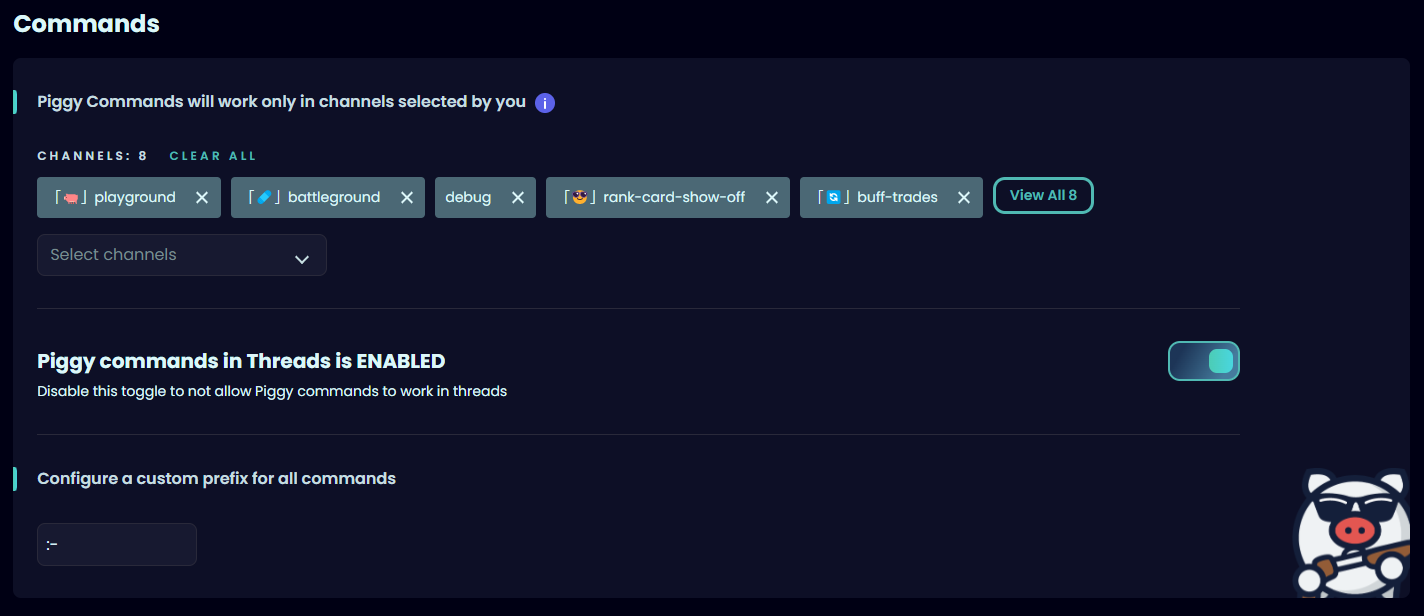 Commands
Piggy Commands will work only in channels selected by you i
CHANNELS: 8 CLEAR ALL
「🐖」playground ✕ 「🩹」battleground ✕ debug ✕ 「😎」rank-card-show-off ✕ 「🔄」buff-trades ✕ View All 8
Select channels
Piggy commands in Threads is ENABLED
Disable this toggle to not allow Piggy commands to work in threads
Configure a custom prefix for all commands
:-